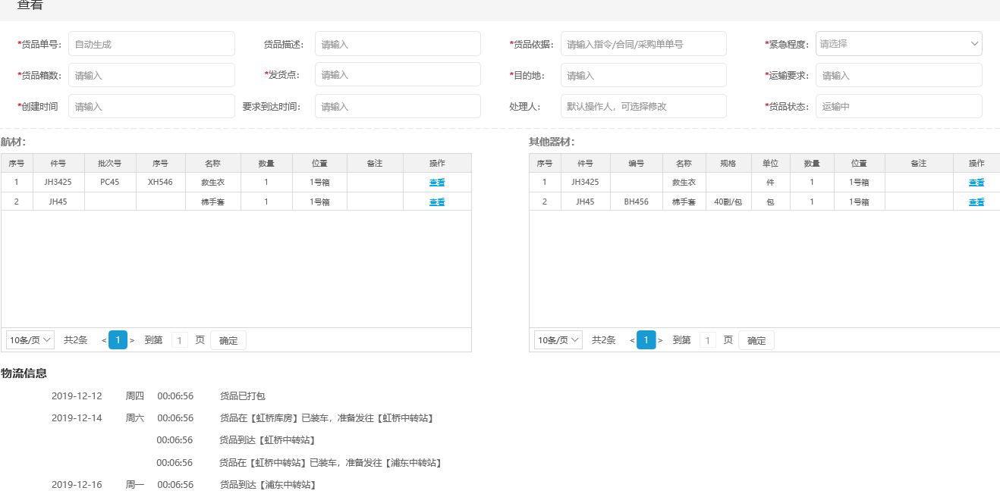 查看
*货品单号: 自动生成 货品描述: 请输入 *货品依据: 请输入指令/合同/采购单单号 *紧急程度: 请选择
*货品箱数: 请输入 *发货点: 请输入 *目的地: 请输入 *运输要求: 请输入
*创建时间 请输入 要求到达时间: 请输入 处理人: 默认操作人，可选择修改 *货品状态: 运输中
航材: 其他器材:
序号 件号 批次号 序号 名称 数量 位置 备注 操作 序号 件号 编号 名称 规格 单位 数量 位置 备注 操作
1 JH3425 PC45 XH546 救生衣 1 1号箱 查看 1 JH3425 救生衣 件 1 1号箱 查看
2 JH45 棉手套 1 1号箱 查看 2 JH45 BH456 棉手套 40副/包 包 1 1号箱 查看
10条/页 共2条 < 1 > 到第 1 页 确定 10条/页 共2条 < 1 > 到第 1 页 确定
物流信息
2019-12-12 周四 00:06:56 货品已打包
2019-12-14 周六 00:06:56 货品在【虹桥库房】已装车，准备发往【虹桥中转站】
00:06:56 货品到达【虹桥中转站】
00:06:56 货品在【虹桥中转站】已装车，准备发往【浦东中转站】
2019-12-16 周一 00:06:56 货品到达【浦东中转站】